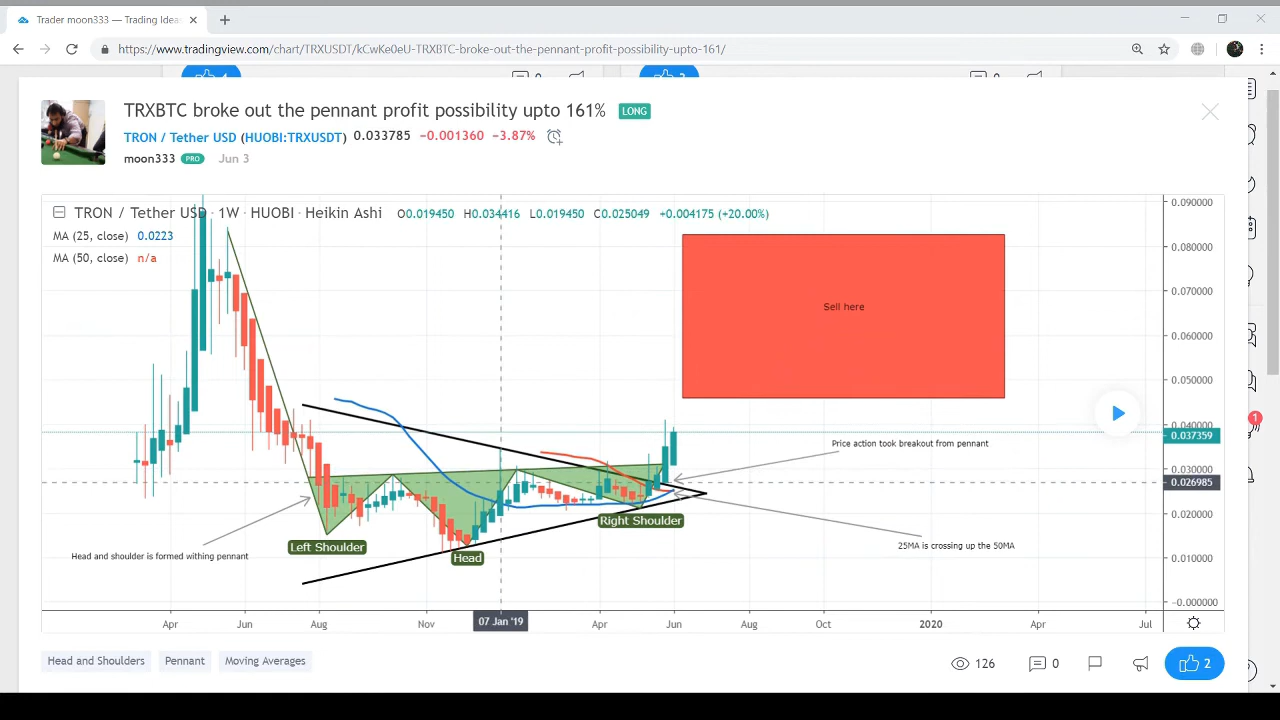 Trader moon333 — Trading Idea
https://www.tradingview.com/chart/TRXUSDT/kCwKe0eU-TRXBTC-broke-out-the-pennant-profit-possibility-upto-161/
TRXBTC broke out the pennant profit possibility upto 161% LONG
TRON / Tether USD (HUOBI:TRXUSDT) 0.033785 −0.001360 −3.87%
moon333 PRO Jun 3
TRON / Tether USD · 1W · HUOBI · Heikin Ashi O0.019450 H0.034416 L0.019450 C0.025049 +0.004175 (+20.00%)
MA (25, close) 0.0223
MA (50, close) n/a
0.090000
0.080000
0.070000
0.060000
0.050000
0.040000
0.037359
0.030000
0.026985
0.020000
0.010000
−0.000000
Sell here
Price action took breakout from pennant
Right Shoulder
Left Shoulder
Head
Head and shoulder is formed withing pennant
25MA is crossing up the 50MA
Apr Jun Aug Nov 07 Jan '19 Apr Jun Aug Oct 2020 Apr Jul
1
Head and Shoulders Pennant Moving Averages 126 0 2